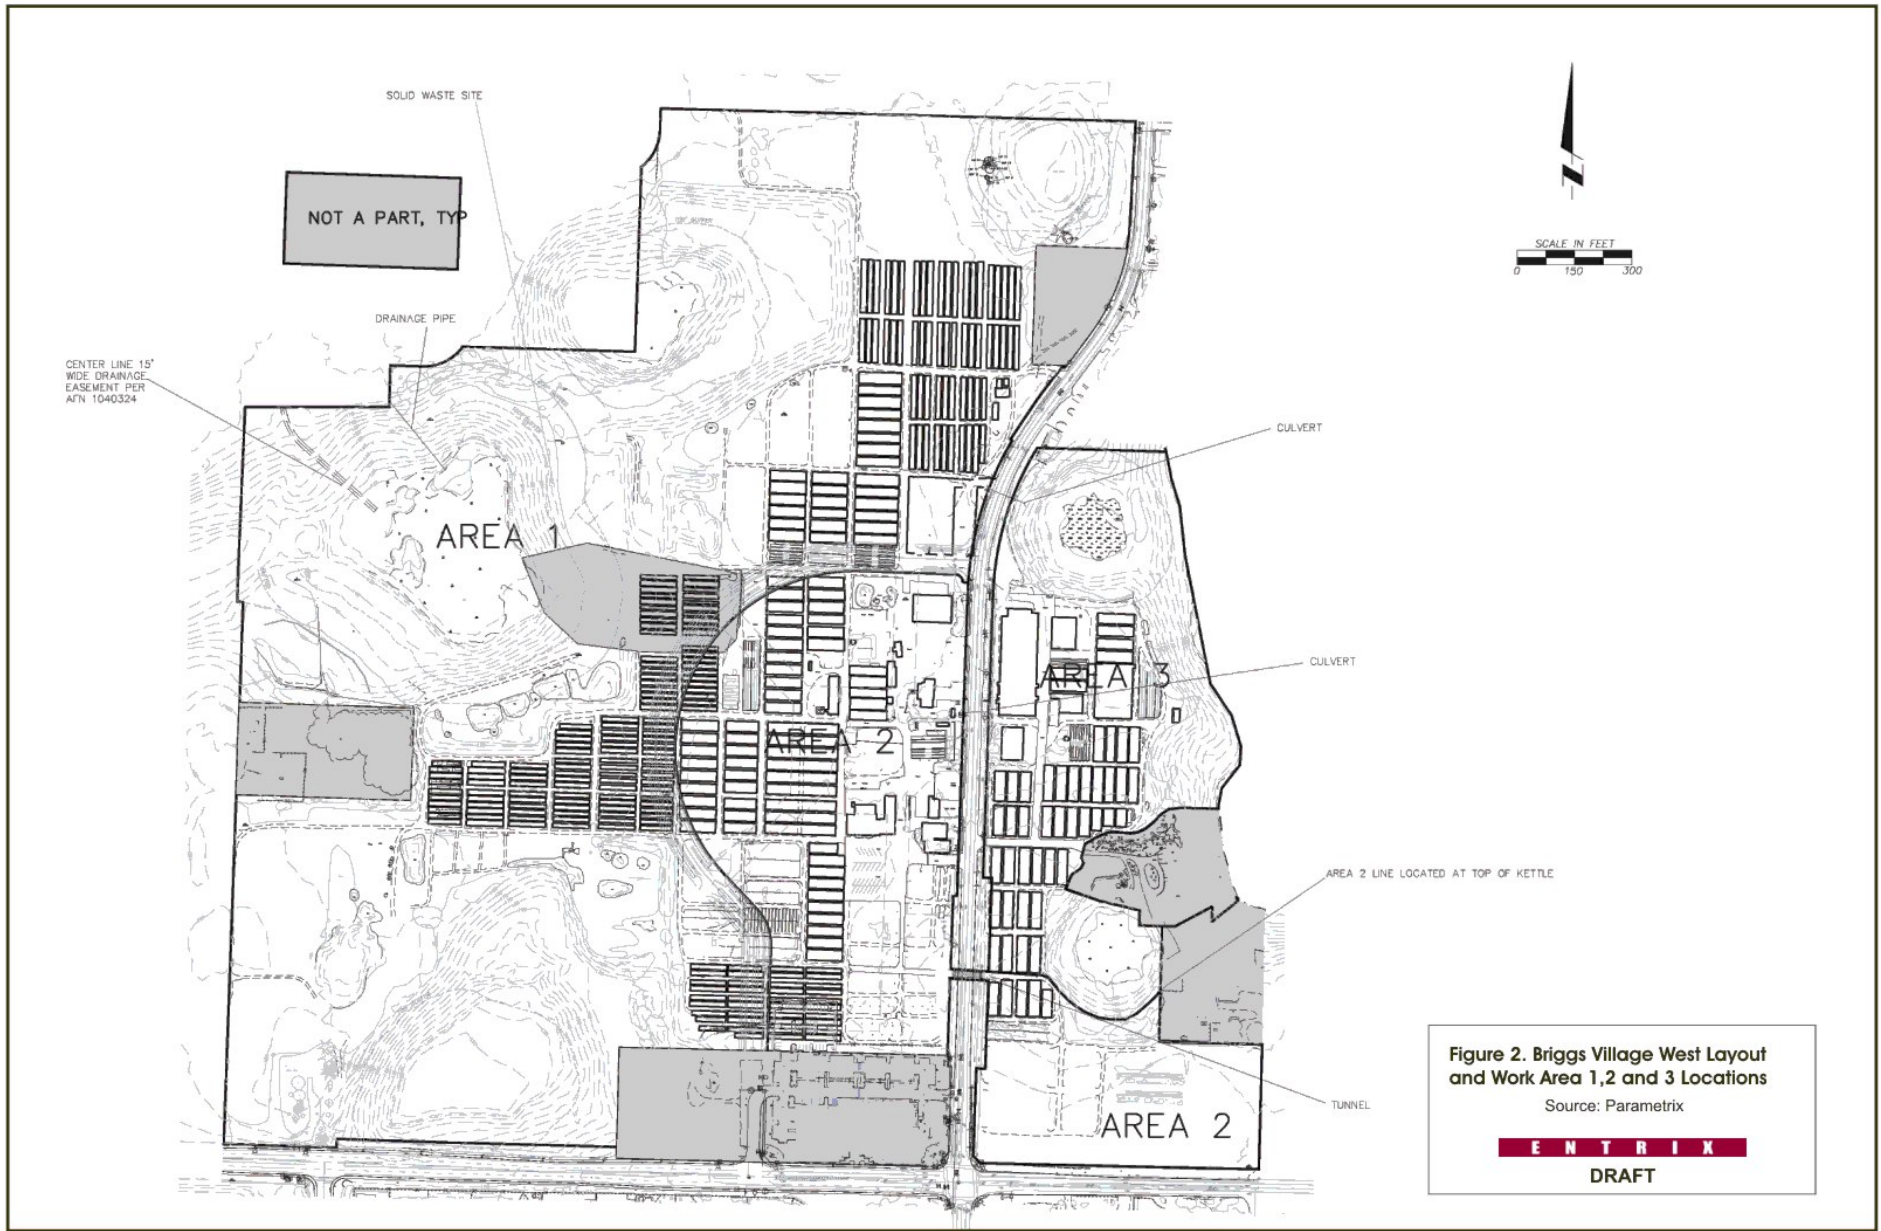 SOLID WASTE SITE
NOT A PART, TYP
DRAINAGE PIPE
CENTER LINE 15'
WIDE DRAINAGE
EASEMENT PER
AFN 1040324
SCALE IN FEET
0 150 300
CULVERT
AREA 1
CULVERT
AREA 3
AREA 2
AREA 2 LINE LOCATED AT TOP OF KETTLE
TUNNEL
AREA 2
Figure 2. Briggs Village West Layout
and Work Area 1,2 and 3 Locations
Source: Parametrix
ENTRIX
DRAFT